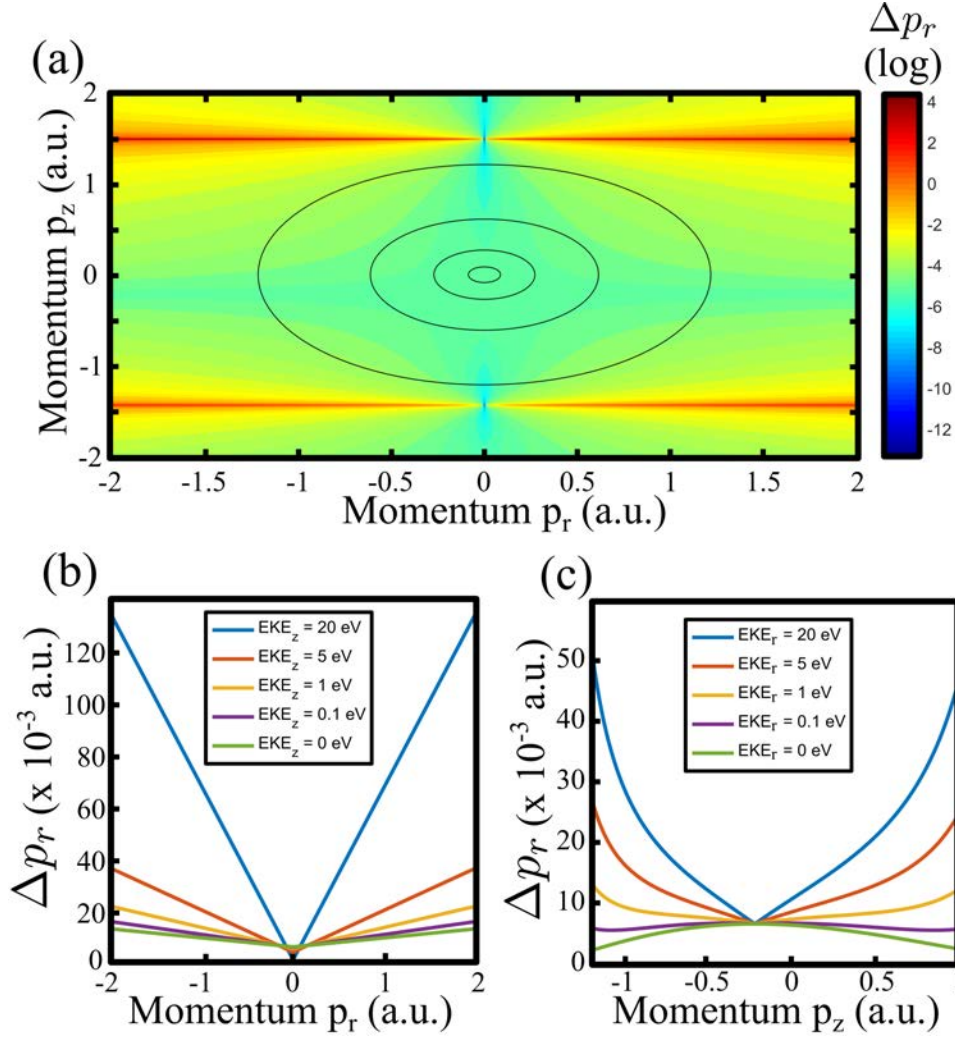 Δp_r
(log)
(a)
Momentum p_z (a.u.)
2
1
0
-1
-2
-2 -1.5 -1 -0.5 0 0.5 1 1.5 2
Momentum p_r (a.u.)
4
2
0
-2
-4
-6
-8
-10
-12
(b)
Δp_r (x 10^-3 a.u.)
120
100
80
60
40
20
0
EKE_z = 20 eV
EKE_z = 5 eV
EKE_z = 1 eV
EKE_z = 0.1 eV
EKE_z = 0 eV
-2 -1 0 1 2
Momentum p_r (a.u.)
(c)
Δp_r (x 10^-3 a.u.)
50
40
30
20
10
0
EKE_r = 20 eV
EKE_r = 5 eV
EKE_r = 1 eV
EKE_r = 0.1 eV
EKE_r = 0 eV
-1 -0.5 0 0.5
Momentum p_z (a.u.)